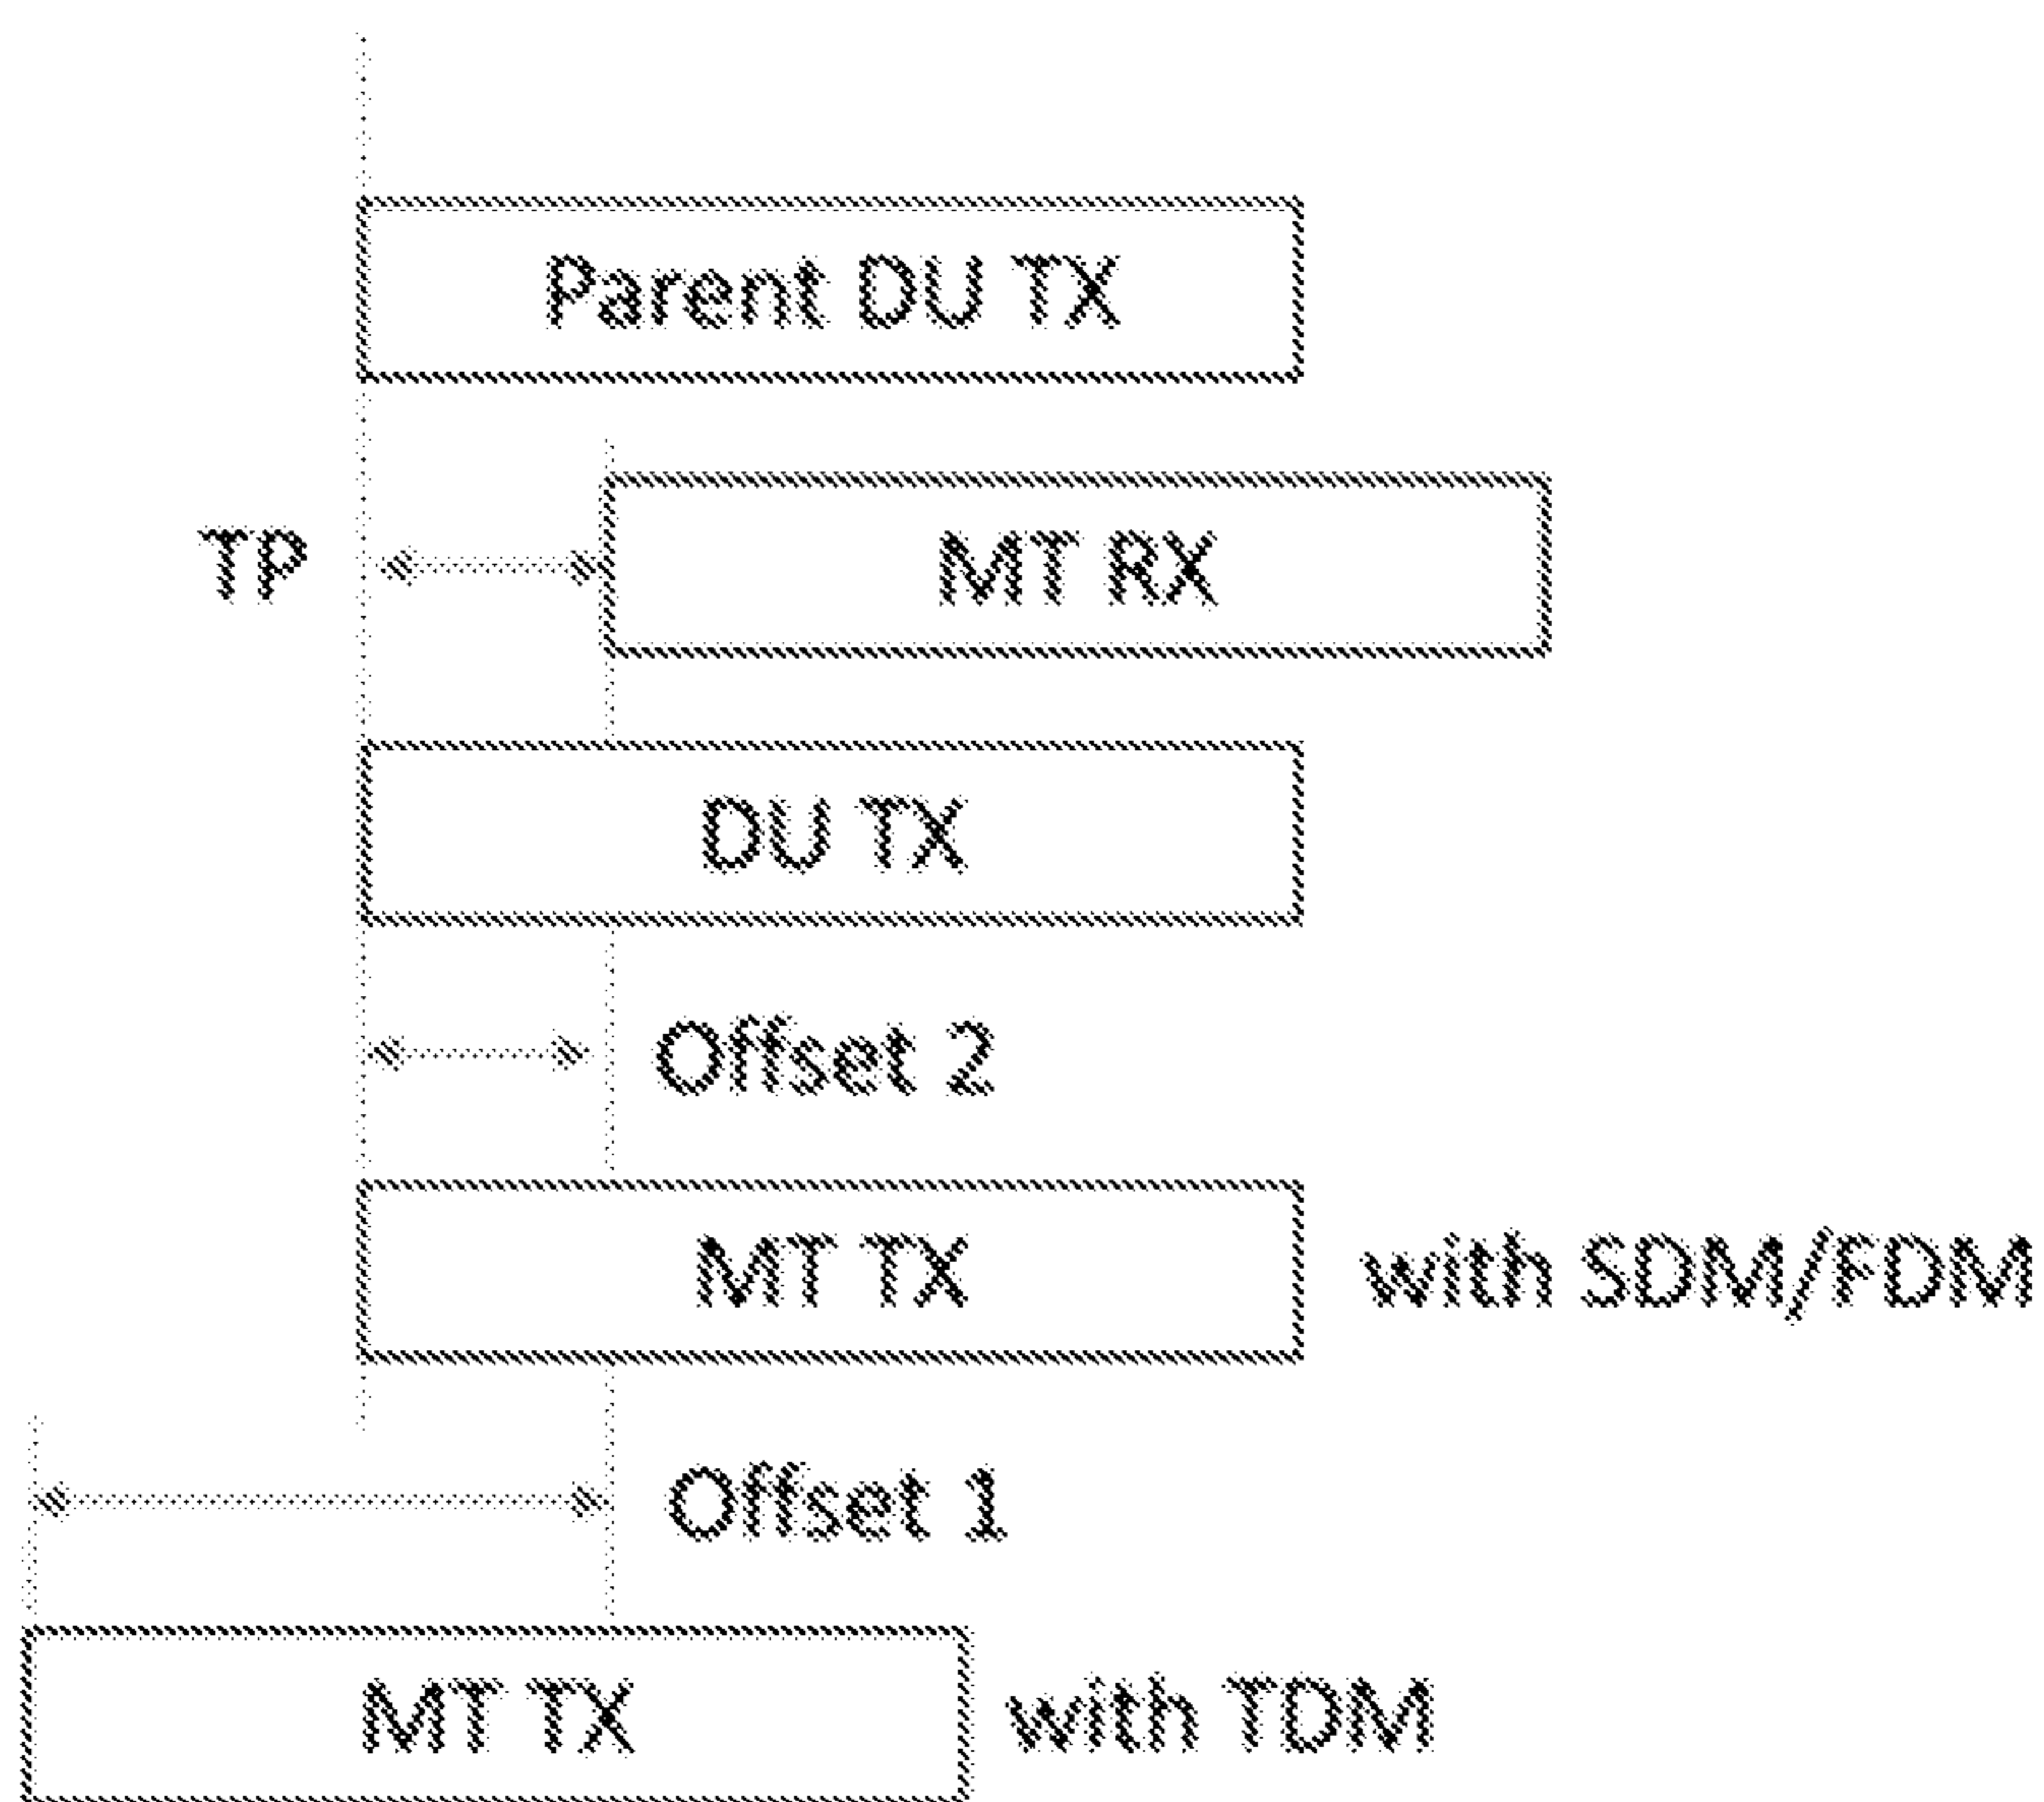 Parent DU TX
TP
MT RX
DU TX
Offset 2
MT TX
with SDM/FDM
Offset 1
MT TX
with TDM